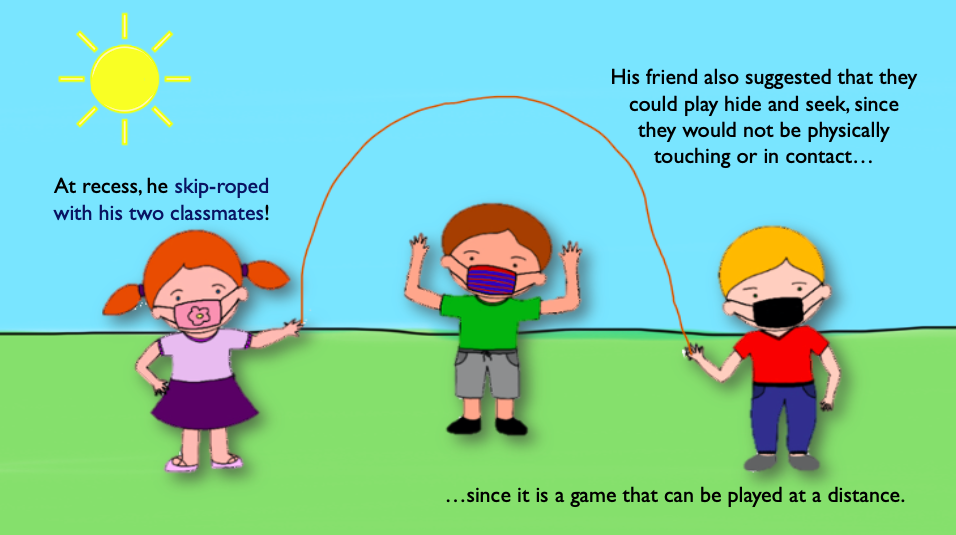 At recess, he skip-roped
with his two classmates!
His friend also suggested that they
could play hide and seek, since
they would not be physically
touching or in contact…
…since it is a game that can be played at a distance.